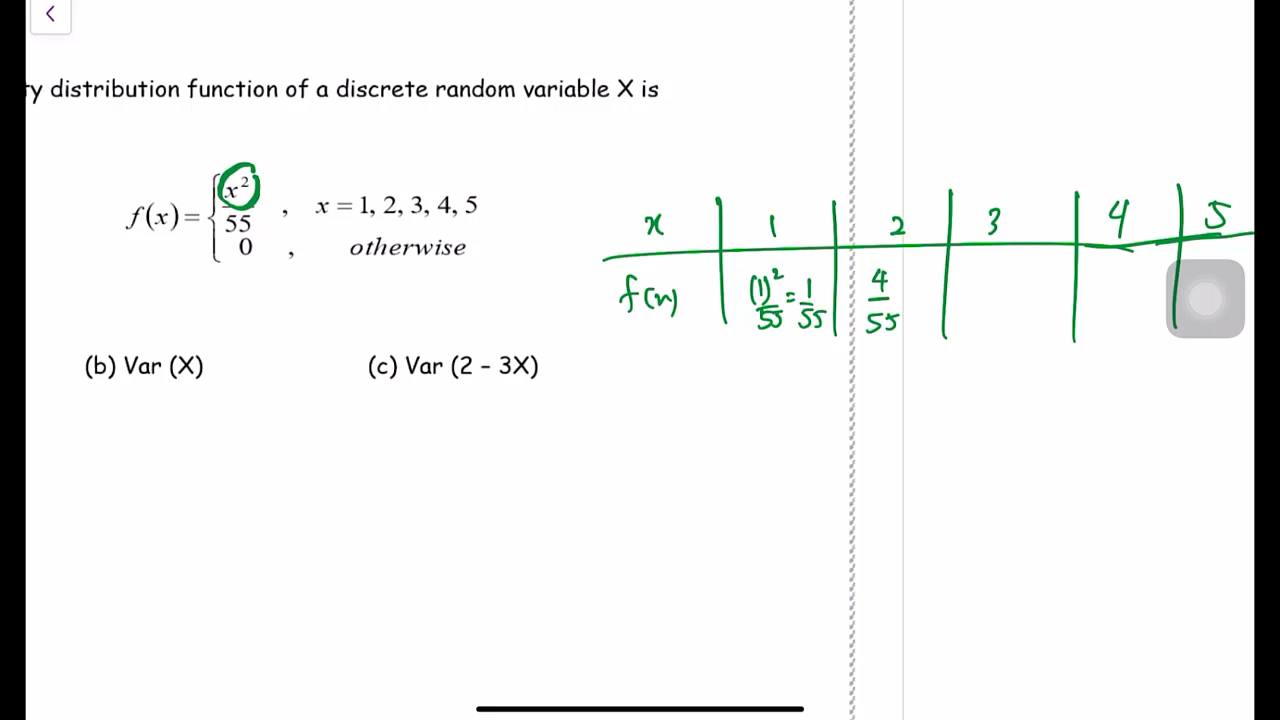 ty distribution function of a discrete random variable X is
f(x) = { x² / 55 , x = 1, 2, 3, 4, 5
0 , otherwise
x 1 2 3 4 5
f(x) (1)²/55 = 1/55 4/55
(b) Var (X) (c) Var (2 - 3X)